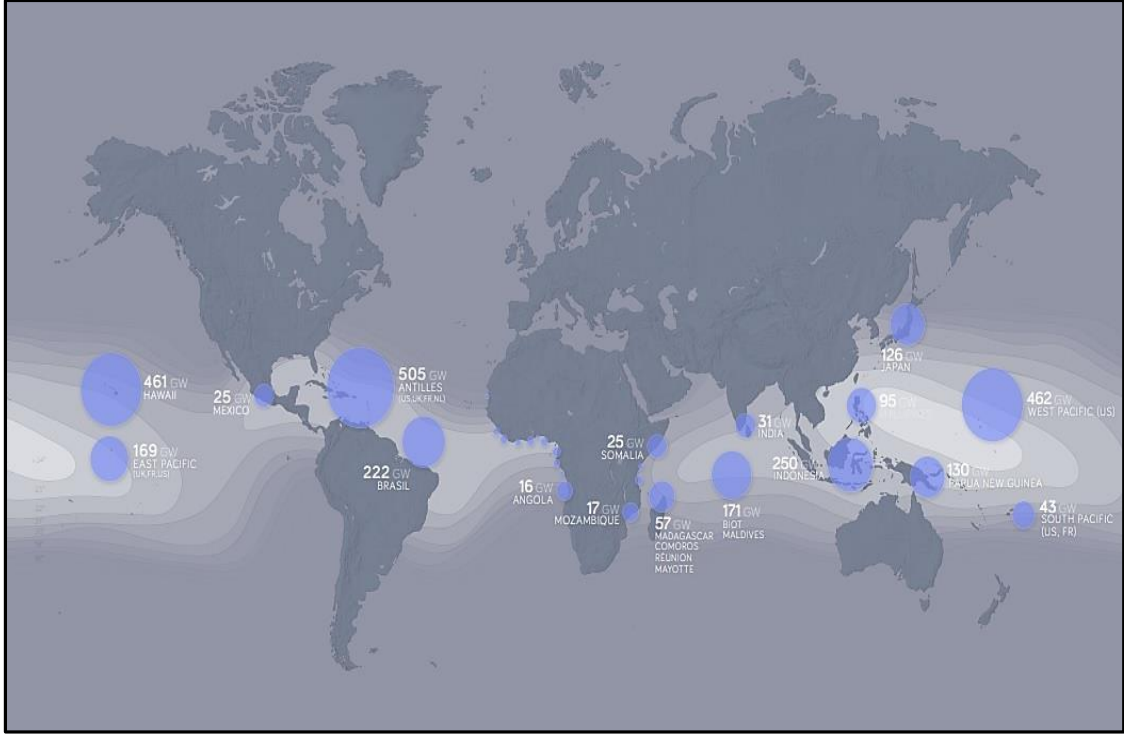 461 GW
HAWAII
25 GW
MEXICO
505 GW
ANTILLES
(US,UK,FR,NL)
169 GW
EAST PACIFIC
(UK,FR,US)
222 GW
BRASIL
16 GW
ANGOLA
25 GW
SOMALIA
17 GW
MOZAMBIQUE
57 GW
MADAGASCAR
COMOROS
RÉUNION
MAYOTTE
31 GW
INDIA
171 GW
BIOT
MALDIVES
126 GW
JAPAN
95 GW
250 GW
INDONESIA
462 GW
WEST PACIFIC (US)
130 GW
PAPUA NEW GUINEA
43 GW
SOUTH PACIFIC
(US, FR)